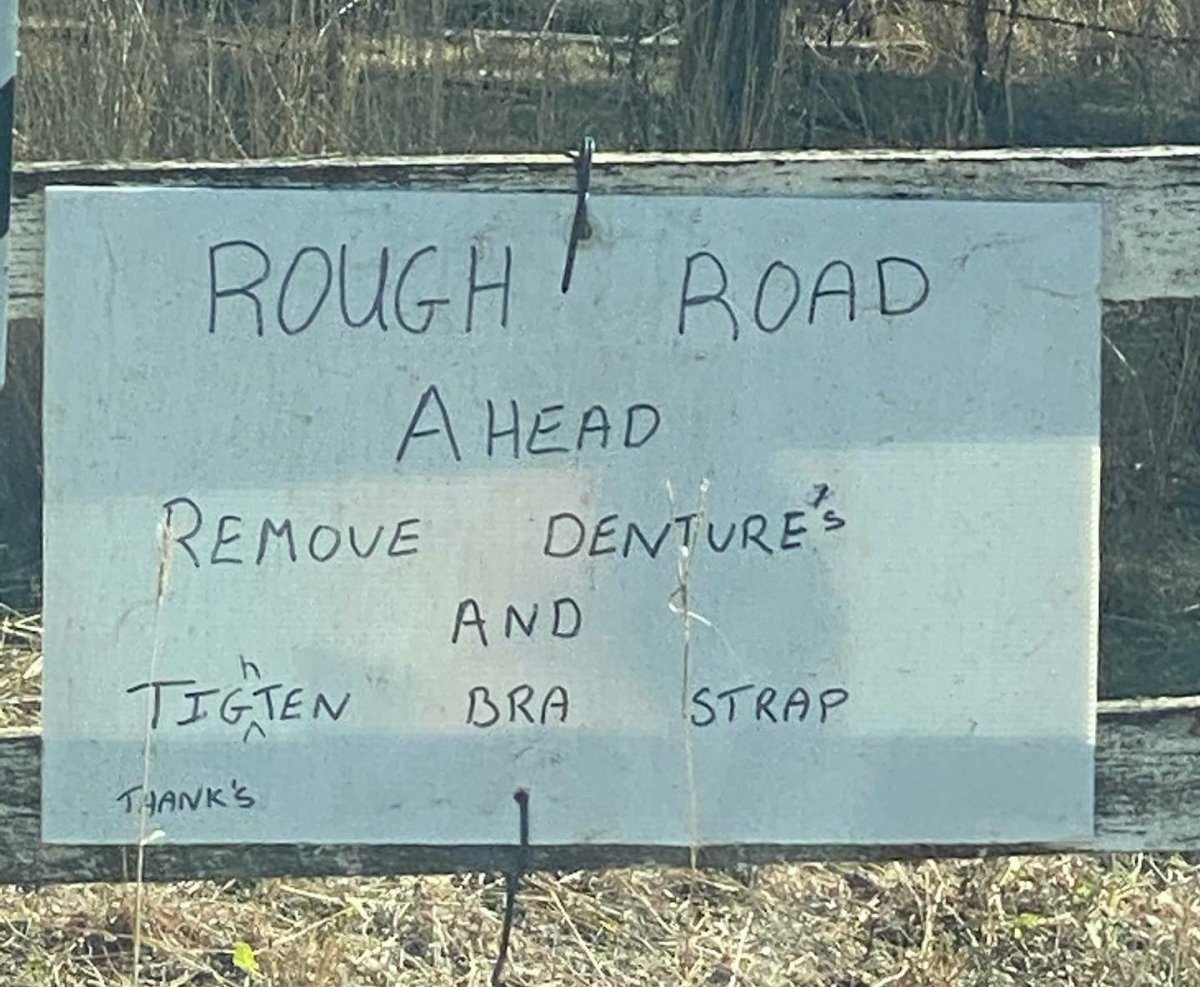 ROUGH ROAD
AHEAD
REMOVE DENTURE'S
AND
TIGhTEN BRA STRAP
THANK'S